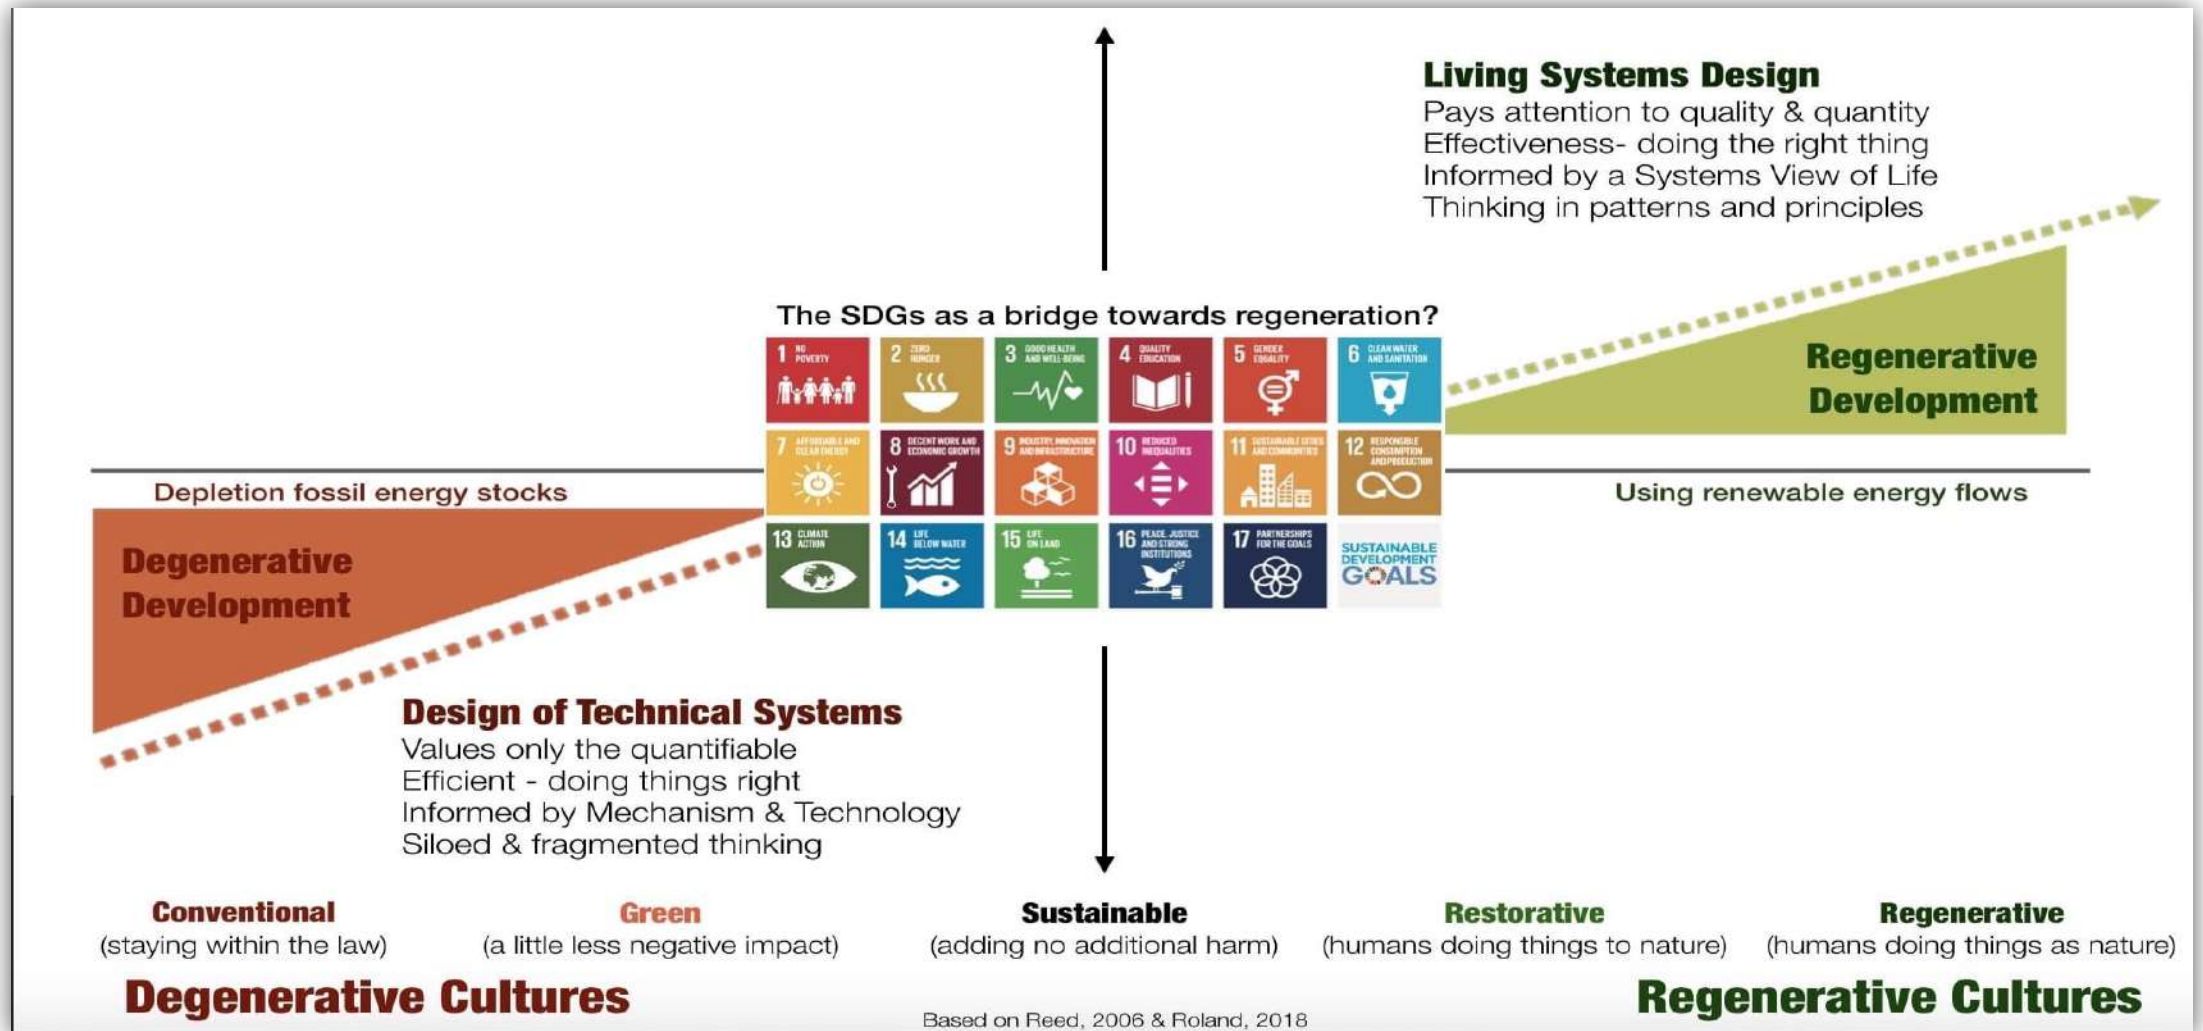 Living Systems Design
Pays attention to quality & quantity
Effectiveness- doing the right thing
Informed by a Systems View of Life
Thinking in patterns and principles
The SDGs as a bridge towards regeneration?
1 NO
POVERTY
2 ZERO
HUNGER
3 GOOD HEALTH
AND WELL-BEING
4 QUALITY
EDUCATION
5 GENDER
EQUALITY
6 CLEAN WATER
AND SANITATION
7 AFFORDABLE AND
CLEAN ENERGY
8 DECENT WORK AND
ECONOMIC GROWTH
9 INDUSTRY, INNOVATION
AND INFRASTRUCTURE
10 REDUCED
INEQUALITIES
11 SUSTAINABLE CITIES
AND COMMUNITIES
12 RESPONSIBLE
CONSUMPTION
AND PRODUCTION
13 CLIMATE
ACTION
14 LIFE
BELOW WATER
15 LIFE
ON LAND
16 PEACE, JUSTICE
AND STRONG
INSTITUTIONS
17 PARTNERSHIPS
FOR THE GOALS
SUSTAINABLE
DEVELOPMENT
GOALS
Regenerative
Development
Depletion fossil energy stocks
Using renewable energy flows
Degenerative
Development
Design of Technical Systems
Values only the quantifiable
Efficient - doing things right
Informed by Mechanism & Technology
Siloed & fragmented thinking
Conventional
(staying within the law)
Green
(a little less negative impact)
Sustainable
(adding no additional harm)
Restorative
(humans doing things to nature)
Regenerative
(humans doing things as nature)
Degenerative Cultures
Regenerative Cultures
Based on Reed, 2006 & Roland, 2018